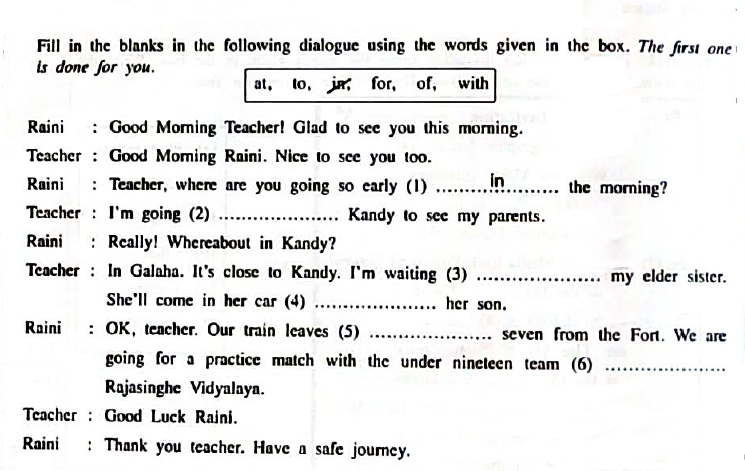 Fill in the blanks in the following dialogue using the words given in the box. The first one
is done for you.
at, to, in, for, of, with
Raini : Good Morning Teacher! Glad to see you this morning.
Teacher : Good Morning Raini. Nice to see you too.
Raini : Teacher, where are you going so early (1) ..........in.......... the morning?
Teacher : I'm going (2) .................... Kandy to see my parents.
Raini : Really! Whereabout in Kandy?
Teacher : In Galaha. It's close to Kandy. I'm waiting (3) .................... my elder sister.
She'll come in her car (4) .................... her son.
Raini : OK, teacher. Our train leaves (5) .................... seven from the Fort. We are
going for a practice match with the under nineteen team (6) ....................
Rajasinghe Vidyalaya.
Teacher : Good Luck Raini.
Raini : Thank you teacher. Have a safe journey.